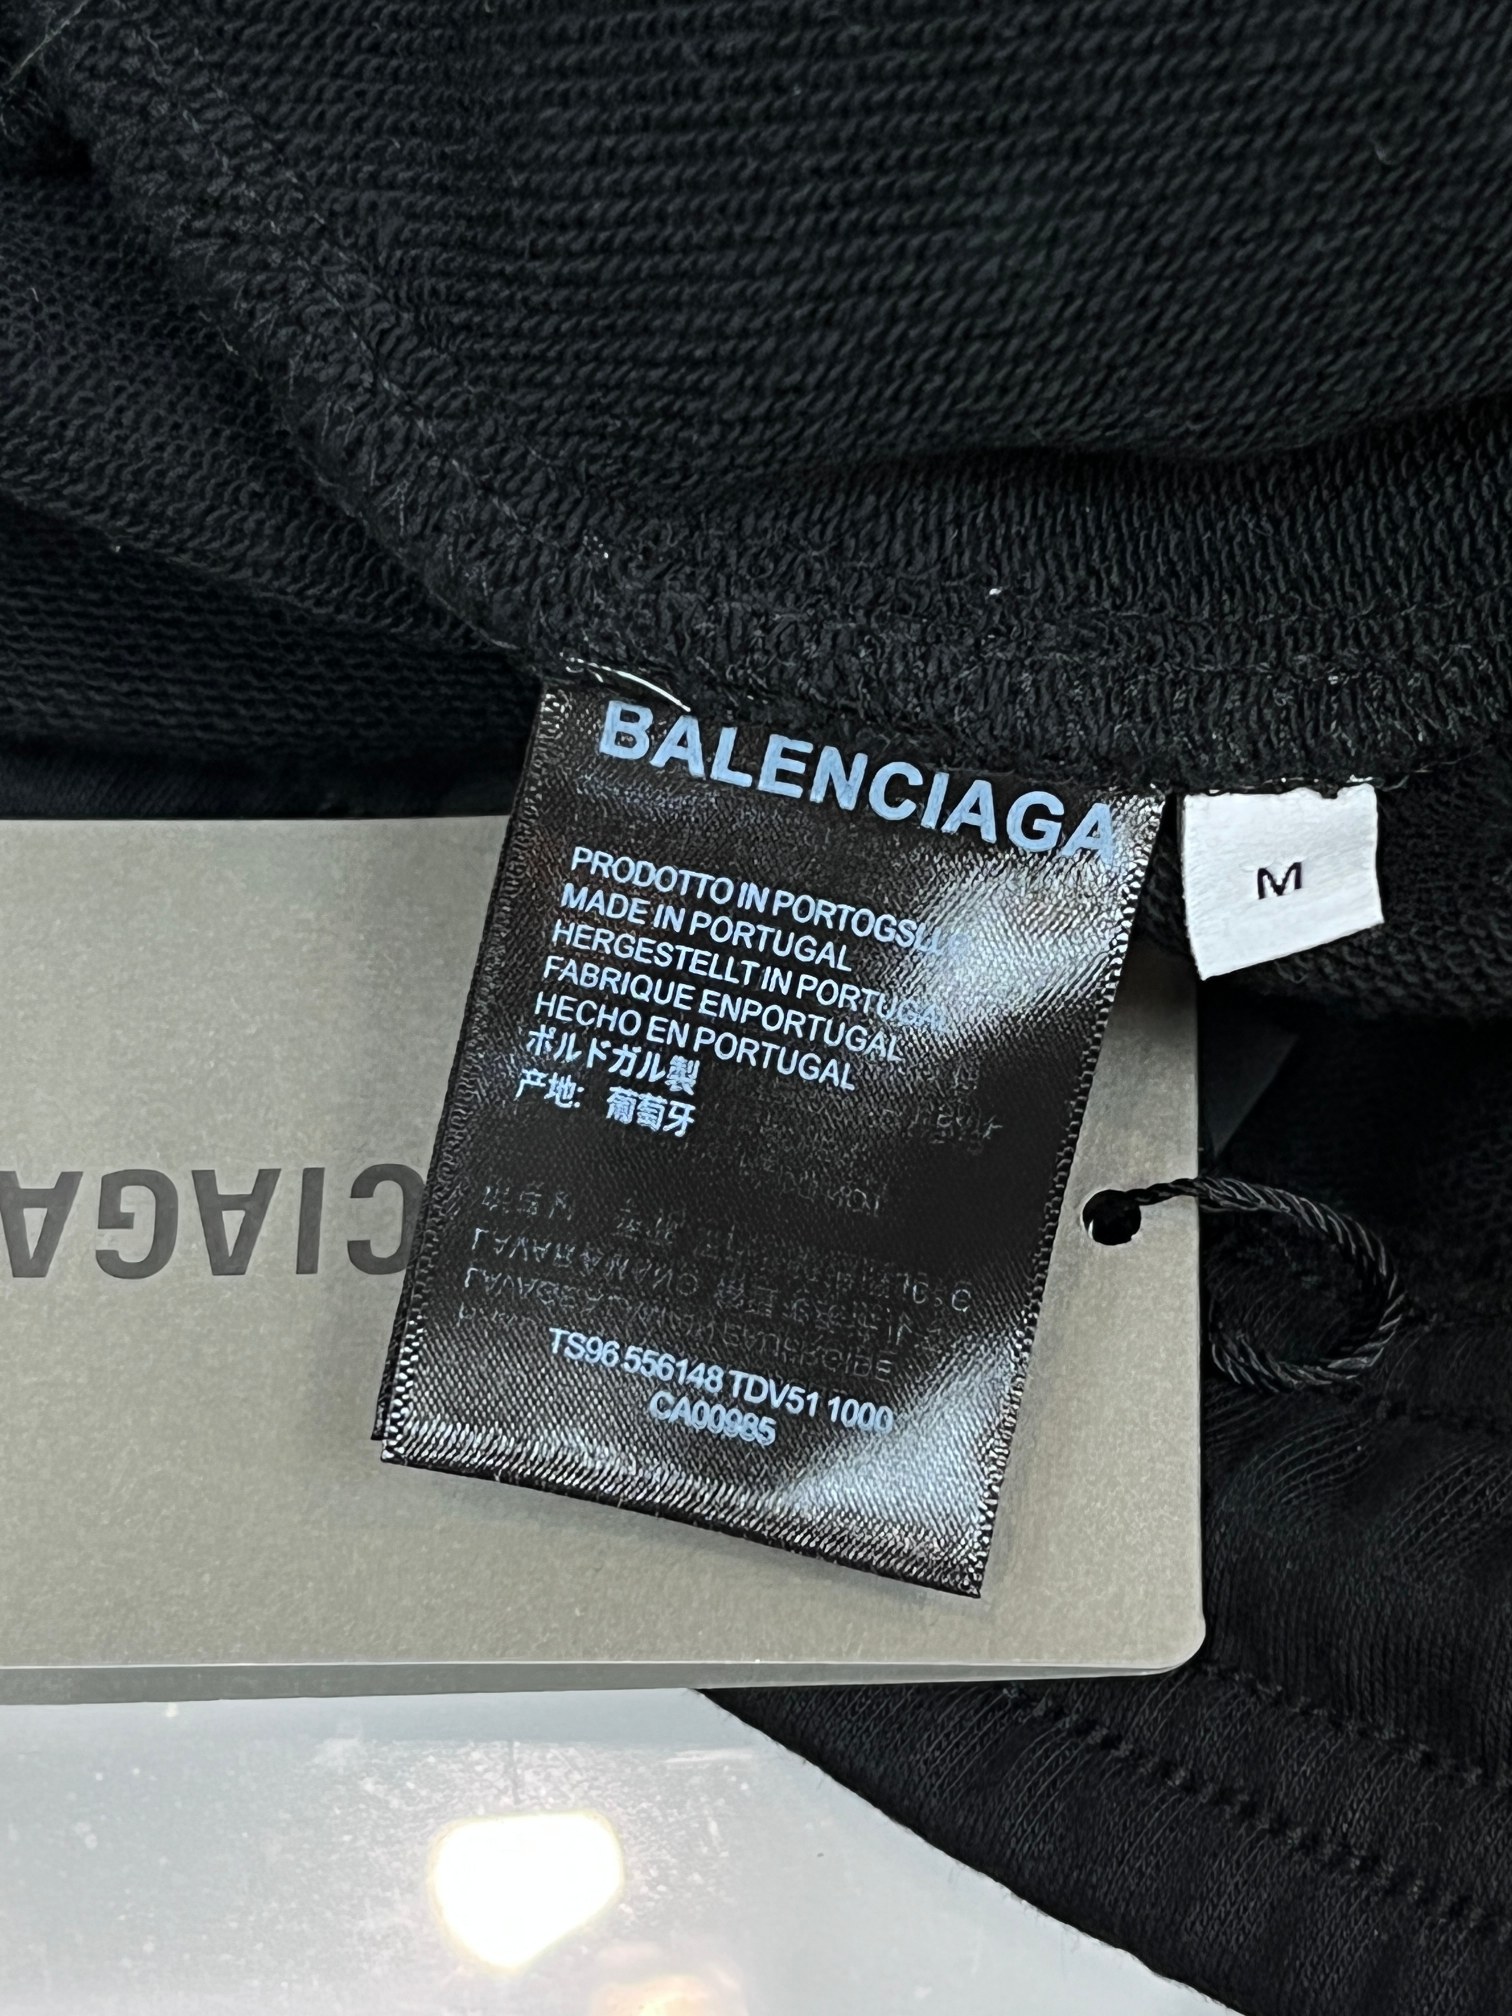 BALENCIAGA
PRODOTTO IN PORTOGSLLO
MADE IN PORTUGAL
HERGESTELLT IN PORTUGAL
FABRIQUE ENPORTUGAL
HECHO EN PORTUGAL
ポルドガル製
产地: 葡萄牙
TS96 556148 TDV51 1000
CA00985
M
CIAGA